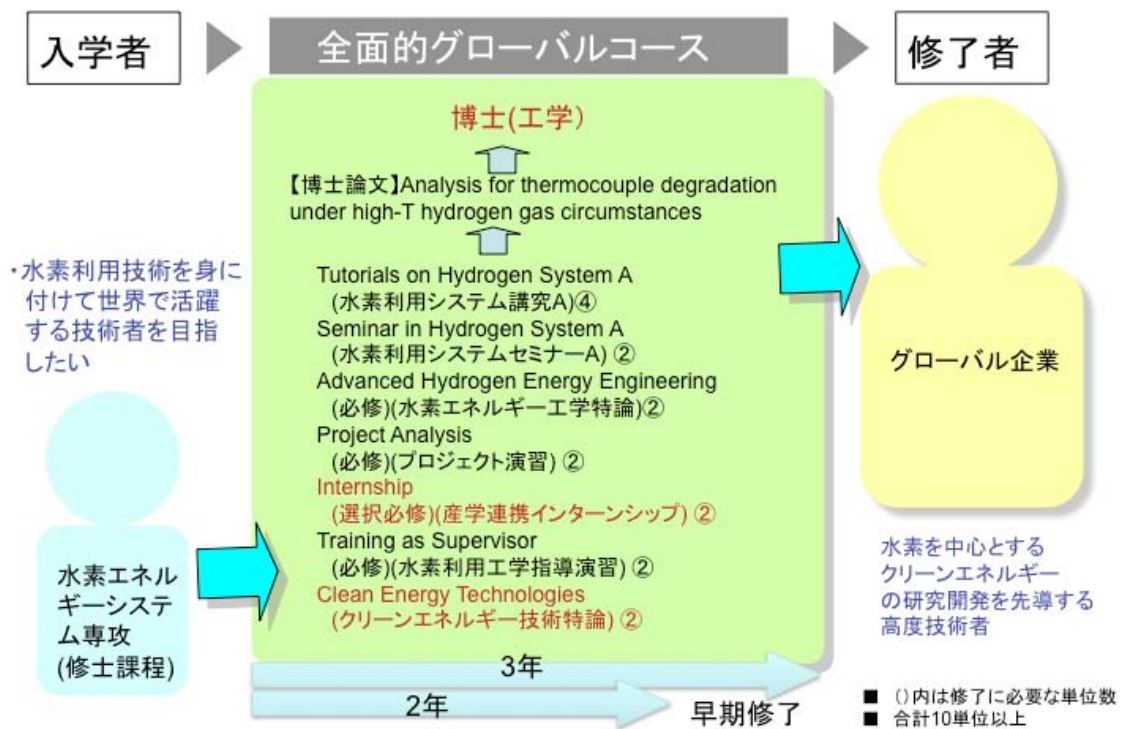 入学者
全面的グローバルコース
修了者
博士(工学)
【博士論文】Analysis for thermocouple degradation
under high-T hydrogen gas circumstances
・水素利用技術を身に
付けて世界で活躍
する技術者を目指
したい
Tutorials on Hydrogen System A
(水素利用システム講究A)④
Seminar in Hydrogen System A
(水素利用システムセミナーA) ②
Advanced Hydrogen Energy Engineering
(必修)(水素エネルギー工学特論)②
Project Analysis
(必修)(プロジェクト演習) ②
Internship
(選択必修)(産学連携インターンシップ) ②
Training as Supervisor
(必修)(水素利用工学指導演習) ②
Clean Energy Technologies
(クリーンエネルギー技術特論) ②
水素エネル
ギーシステ
ム専攻
(修士課程)
グローバル企業
水素を中心とする
クリーンエネルギー
の研究開発を先導する
高度技術者
3年
2年
早期修了
■ ()内は修了に必要な単位数
■ 合計10単位以上